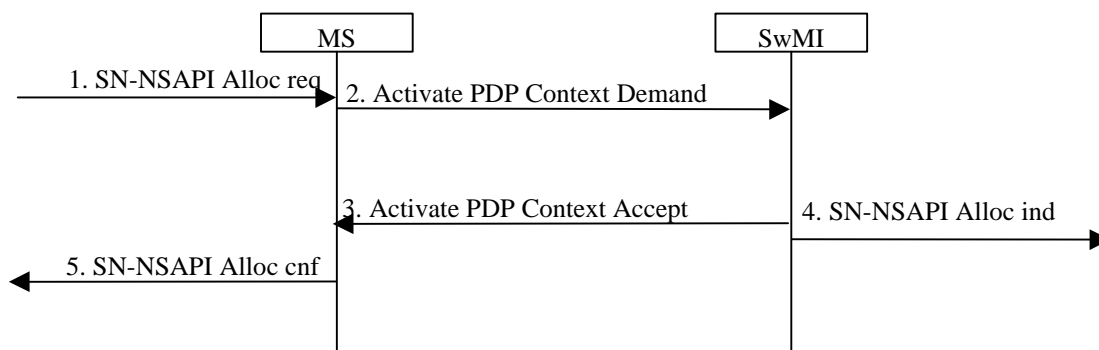 MS
SwMI
1. SN-NSAPI Alloc req
2. Activate PDP Context Demand
3. Activate PDP Context Accept
4. SN-NSAPI Alloc ind
5. SN-NSAPI Alloc cnf